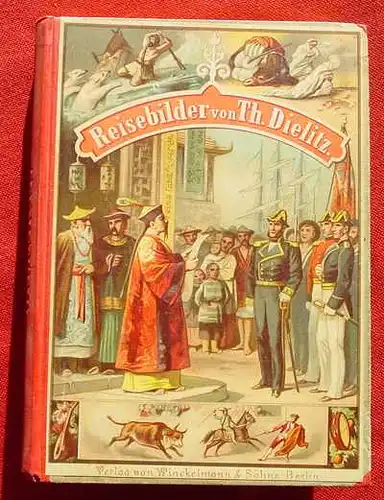 Reisebilder von Th. Dielitz.
Verlag von Winckelmann & Söhne Berlin